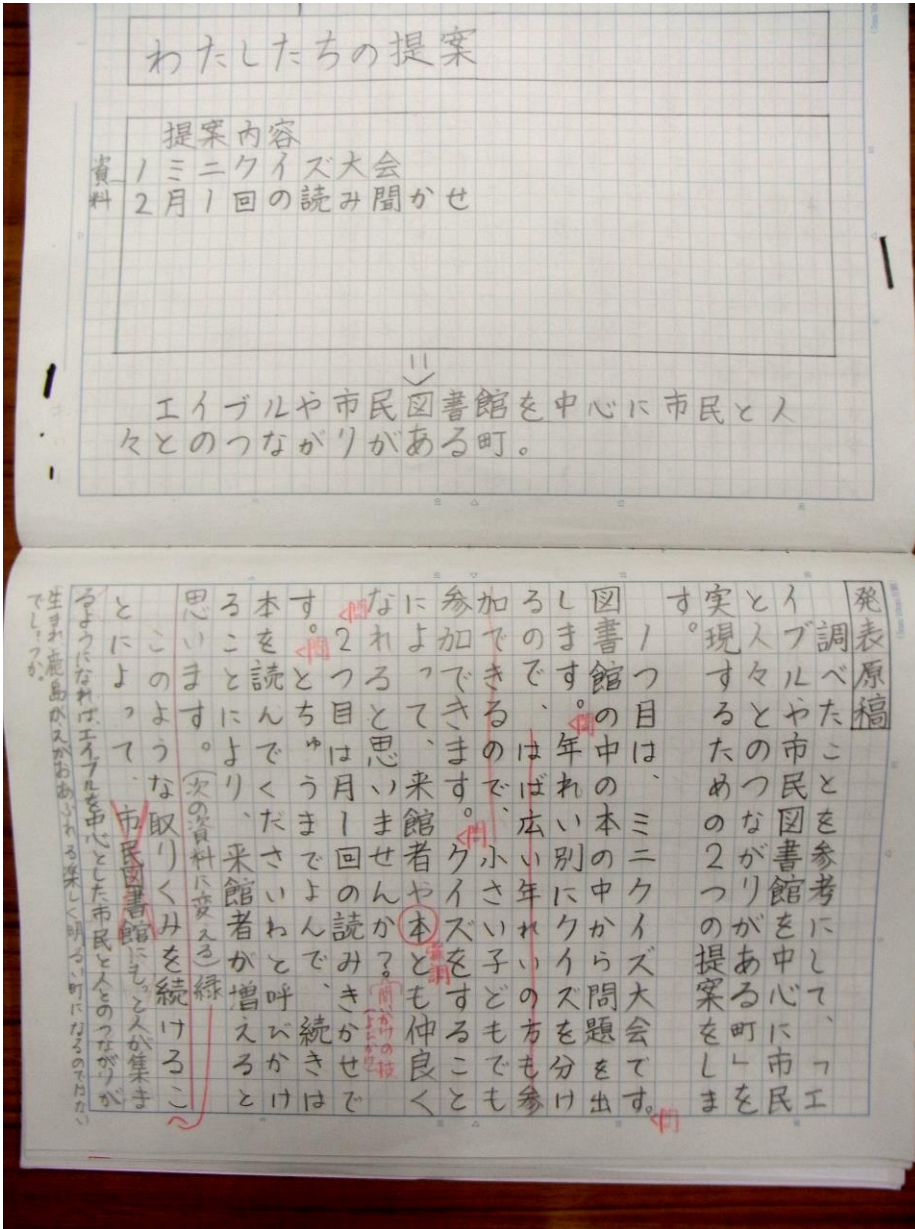 わたしたちの提案
提案内容
資料
1ミニクイズ大会
2月1回の読み聞かせ
エイブルや市民図書館を中心に市民と人
々とのつながりがある町。
発表原稿
調べたことを参考にして、「エ
イブルや市民図書館を中心に市民
と人々とのつながりがある町」を
実現するための2つの提案をしま
す。
1つ目は、ミニクイズ大会です。
図書館の中の本の中から問題を出
します。年れい別にクイズを分け
るので、はば広い年れいの方も参
加できるので、小さい子どもでも
参加できます。クイズをすること
によって、来館者や本とも仲良く
なれると思いませんか？
2つ目は月1回の読みきかせで
す。とちゅうまでよんで、続きは
本を読んでくださいねと呼びかけ
ることにより、来館者が増えると
思います。(次の資料に変える)緑
このような取りくみを続けるこ
とによって、市民図書館にもっと人が集ま
るようになれば、エイブルを中心とした市民と人とのつながりが
生まれ鹿島が、えがおあふれる楽しく明るい町になるのではない
でしょうか。
間
間
間
間
間
強調